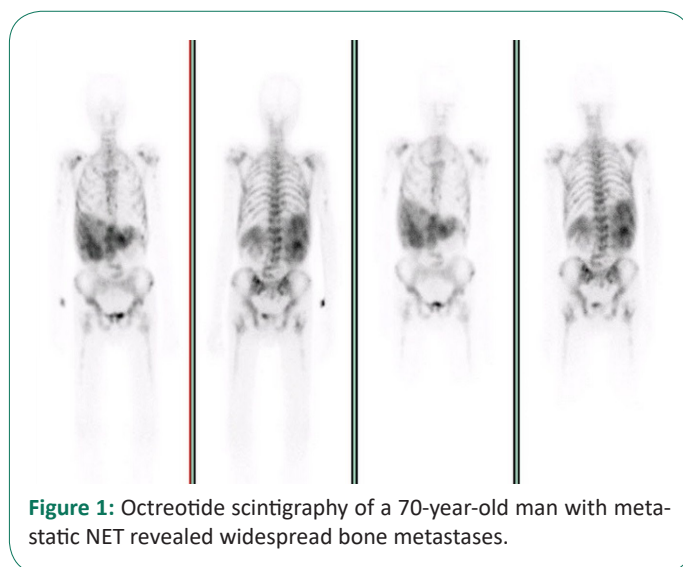 Figure 1: Octreotide scintigraphy of a 70-year-old man with meta-
static NET revealed widespread bone metastases.